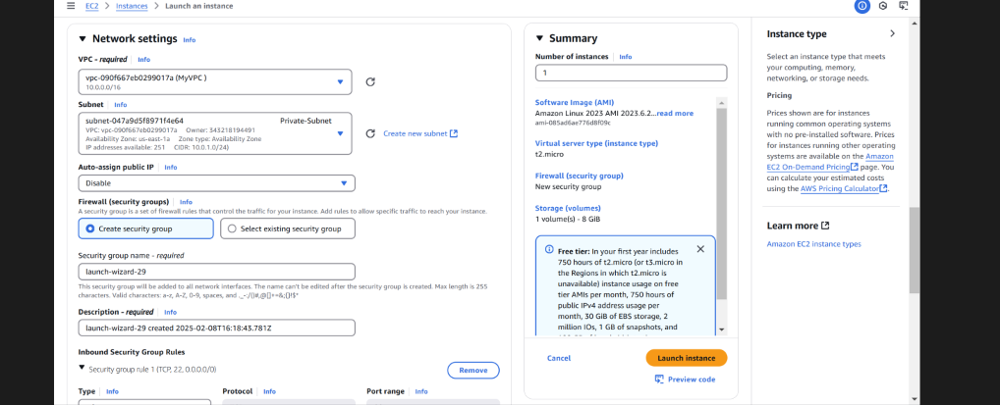 EC2 > Instances > Launch an instance
Network settings Info
VPC - required Info
vpc-090f667eb0299017a (MyVPC )
10.0.0.0/16
Subnet Info
subnet-047a9d5f8971f4e64 Private-Subnet
VPC: vpc-090f667eb0299017a Owner: 343218194491
Availability Zone: us-east-1a Zone type: Availability Zone
IP addresses available: 251 CIDR: 10.0.1.0/24)
Create new subnet
Auto-assign public IP Info
Disable
Firewall (security groups) Info
A security group is a set of firewall rules that control the traffic for your instance. Add rules to allow specific traffic to reach your instance.
Create security group
Select existing security group
Security group name - required
launch-wizard-29
This security group will be added to all network interfaces. The name can't be edited after the security group is created. Max length is 255
characters. Valid characters: a-z, A-Z, 0-9, spaces, and ._-:/()#,@[]+=&;{}!$*
Description - required Info
launch-wizard-29 created 2025-02-08T16:18:43.781Z
Inbound Security Group Rules
Security group rule 1 (TCP, 22, 0.0.0.0/0)
Remove
Type Info
Protocol Info
Port range Info
Summary
Number of instances Info
1
Software Image (AMI)
Amazon Linux 2023 AMI 2023.6.2...read more
ami-085ad6ae776d8f09c
Virtual server type (instance type)
t2.micro
Firewall (security group)
New security group
Storage (volumes)
1 volume(s) - 8 GiB
Free tier: In your first year includes
750 hours of t2.micro (or t3.micro in
the Regions in which t2.micro is
unavailable) instance usage on free
tier AMIs per month, 750 hours of
public IPv4 address usage per
month, 30 GiB of EBS storage, 2
million IOs, 1 GB of snapshots, and
Cancel
Launch instance
Preview code
Instance type
Select an instance type that meets
your computing, memory,
networking, or storage needs.
Pricing
Prices shown are for instances
running common operating systems
with no pre-installed software. Prices
for instances running other operating
systems are available on the Amazon
EC2 On-Demand Pricing page. You
can calculate your estimated costs
using the AWS Pricing Calculator.
Learn more
Amazon EC2 instance types